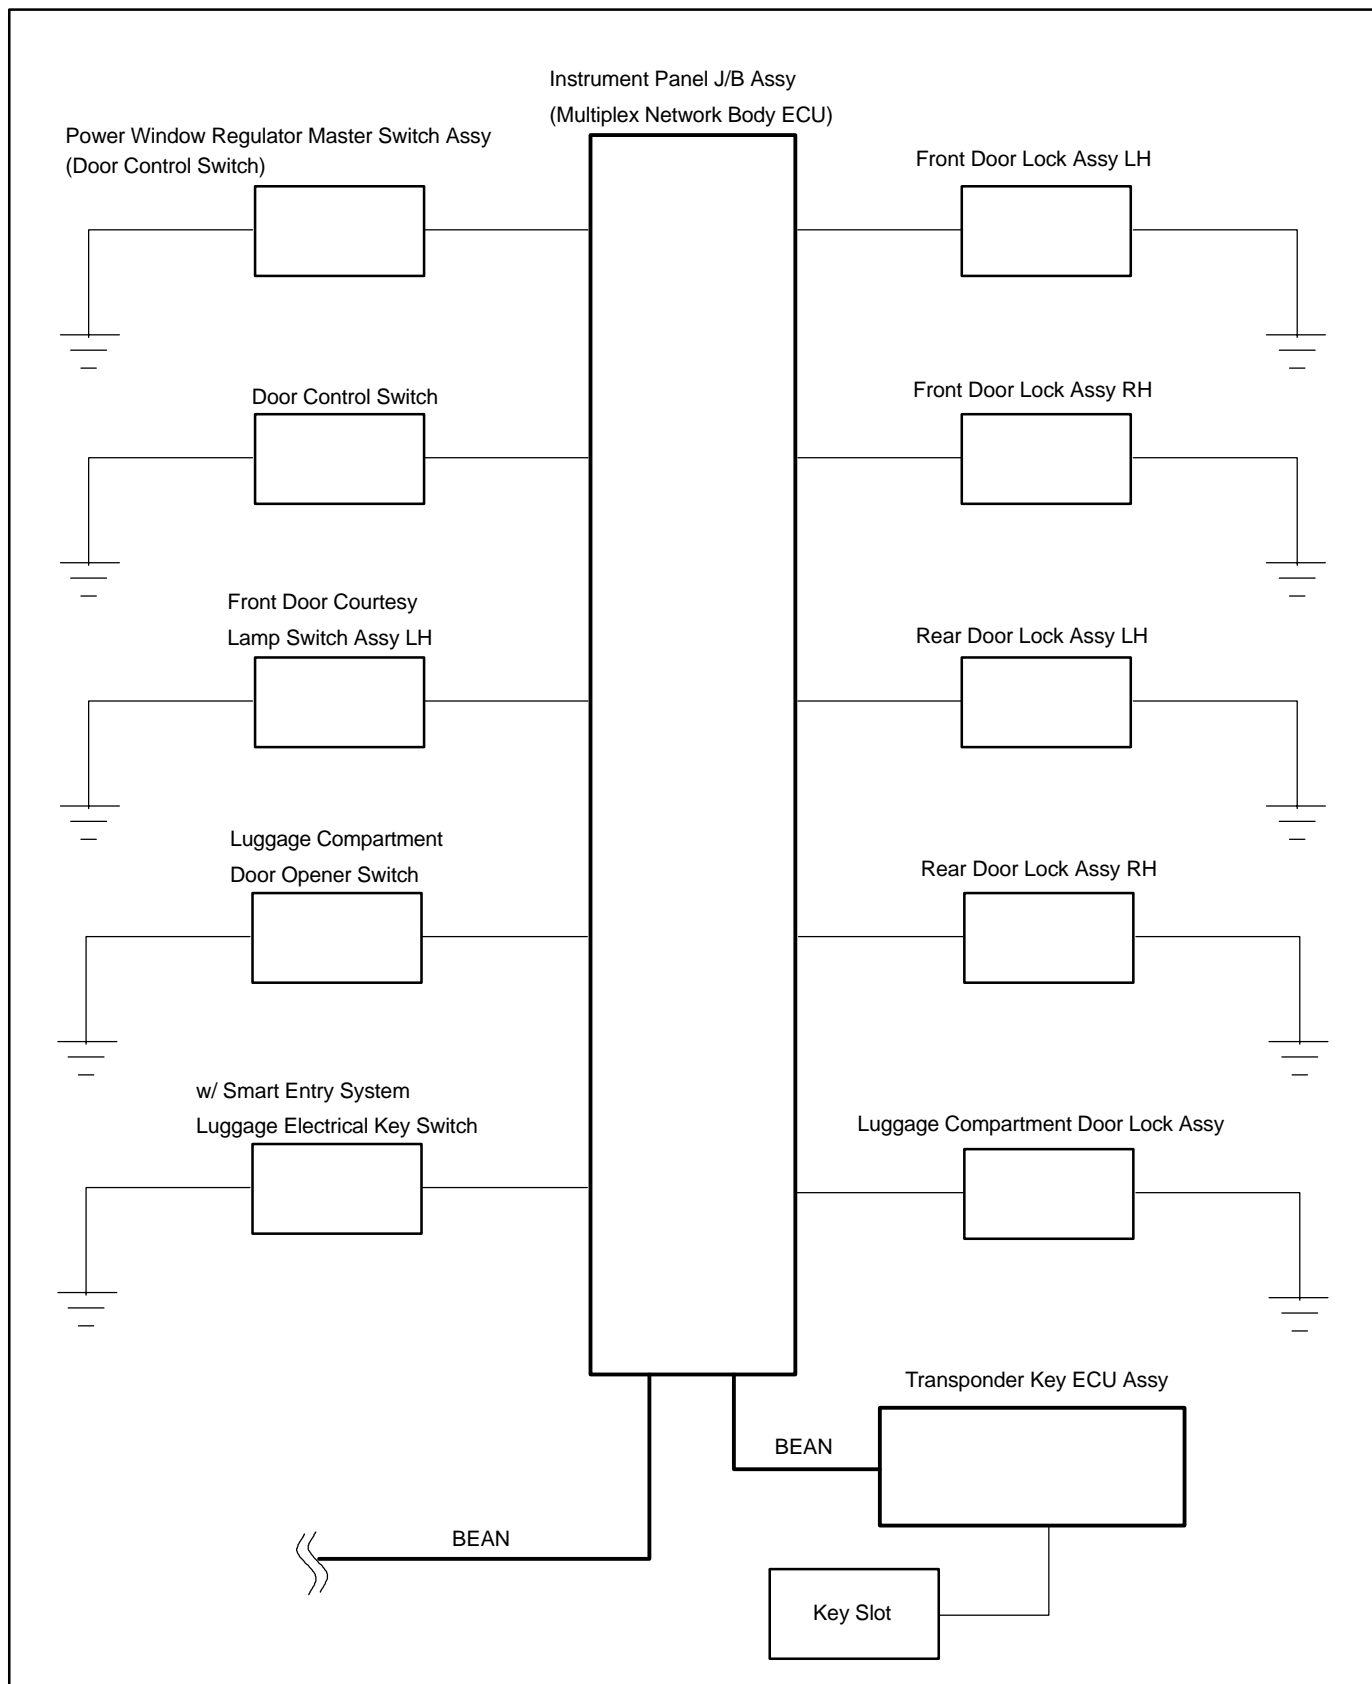 Instrument Panel J/B Assy
(Multiplex Network Body ECU)
Power Window Regulator Master Switch Assy
(Door Control Switch)
Front Door Lock Assy LH
Door Control Switch
Front Door Lock Assy RH
Front Door Courtesy
Lamp Switch Assy LH
Rear Door Lock Assy LH
Luggage Compartment
Door Opener Switch
Rear Door Lock Assy RH
w/ Smart Entry System
Luggage Electrical Key Switch
Luggage Compartment Door Lock Assy
Transponder Key ECU Assy
BEAN
BEAN
Key Slot